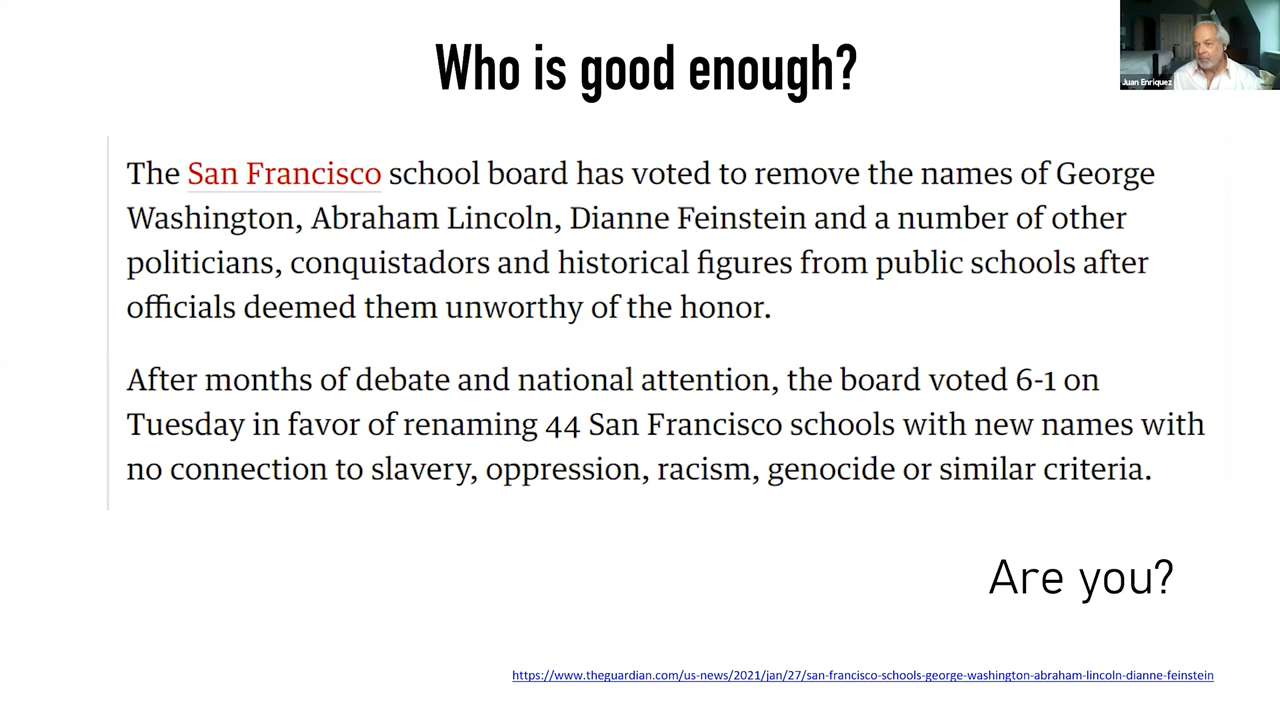 Who is good enough?
Juan Enriquez
The San Francisco school board has voted to remove the names of George
Washington, Abraham Lincoln, Dianne Feinstein and a number of other
politicians, conquistadors and historical figures from public schools after
officials deemed them unworthy of the honor.
After months of debate and national attention, the board voted 6-1 on
Tuesday in favor of renaming 44 San Francisco schools with new names with
no connection to slavery, oppression, racism, genocide or similar criteria.
Are you?
https://www.theguardian.com/us-news/2021/jan/27/san-francisco-schools-george-washington-abraham-lincoln-dianne-feinstein